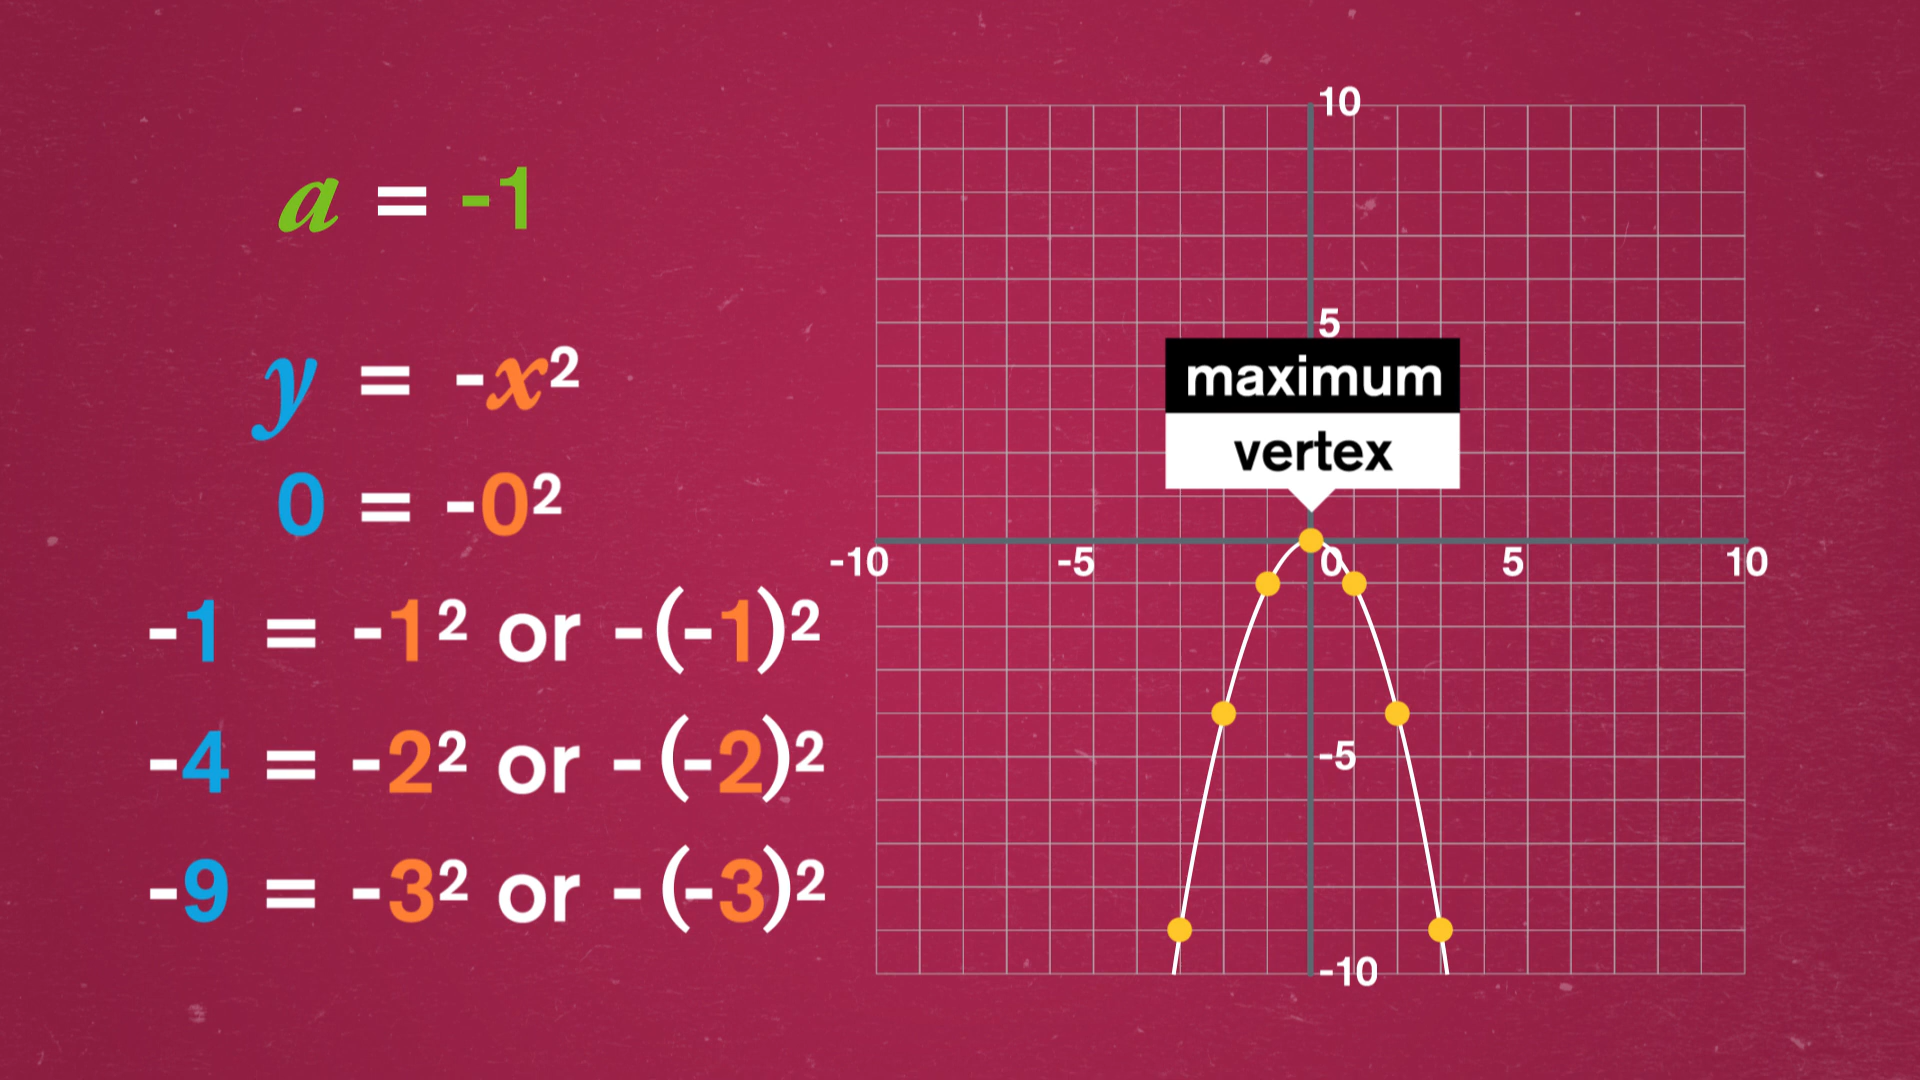 a = -1
y = -x²
0 = -0²
-1 = -1² or -(-1)²
-4 = -2² or -(-2)²
-9 = -3² or -(-3)²
10
5
maximum
vertex
-10 -5 0 5 10
-5
-10